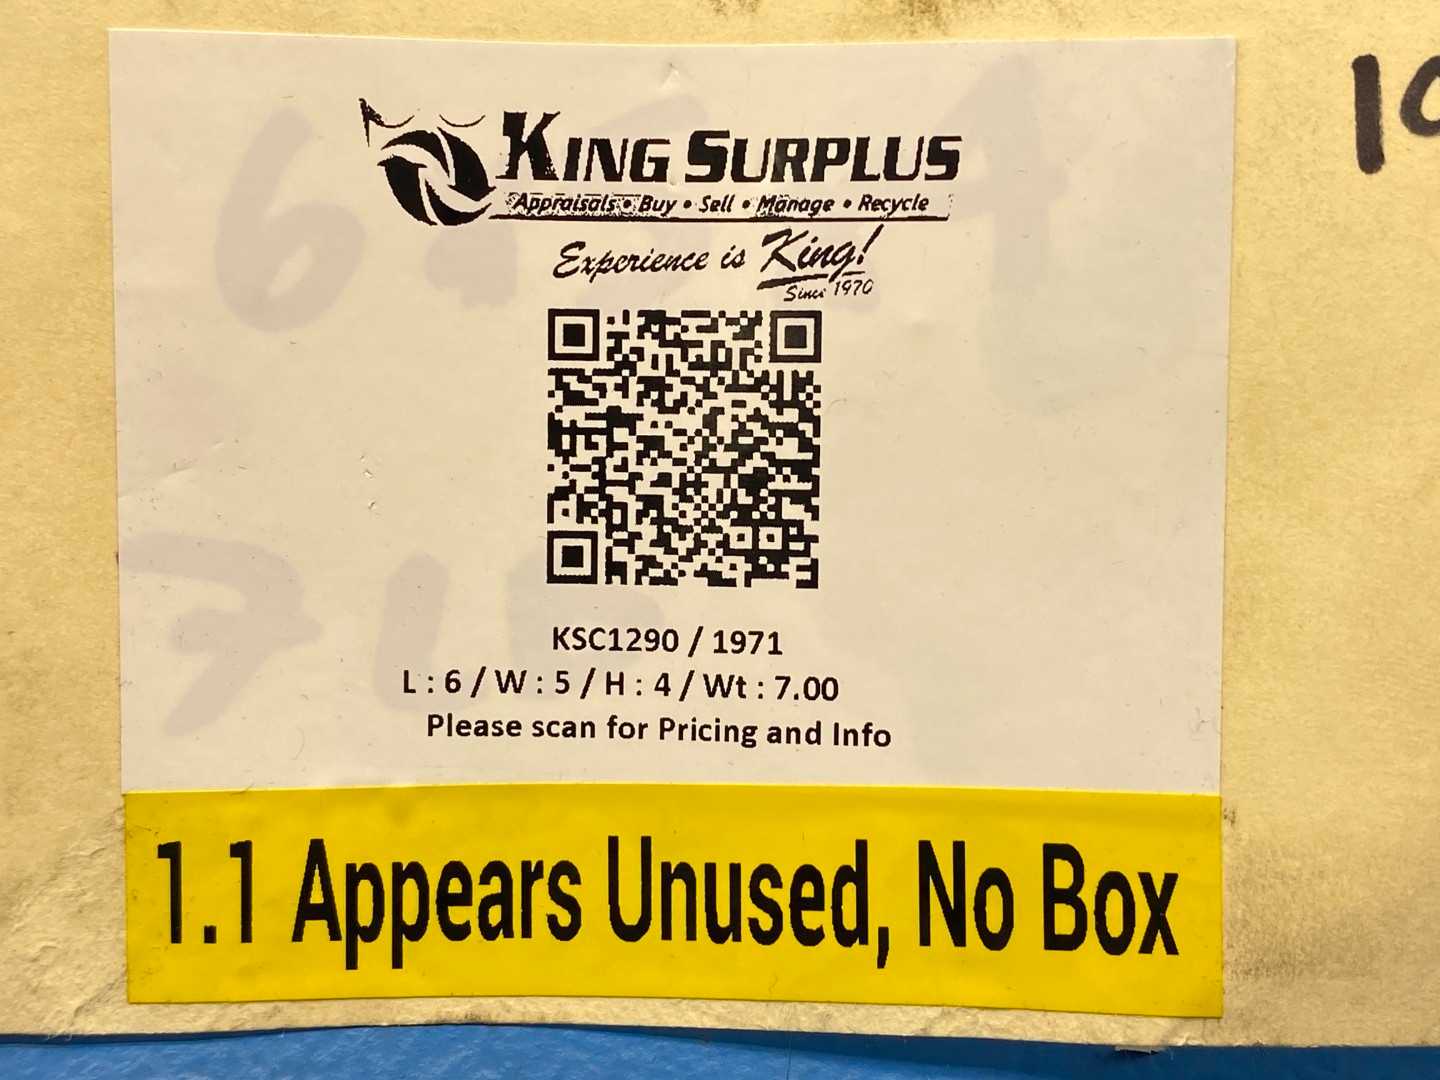 KING SURPLUS
Appraisals • Buy • Sell • Manage • Recycle
Experience is King!
Since 1970
KSC1290 / 1971
L : 6 / W : 5 / H : 4 / Wt : 7.00
Please scan for Pricing and Info
1.1 Appears Unused, No Box